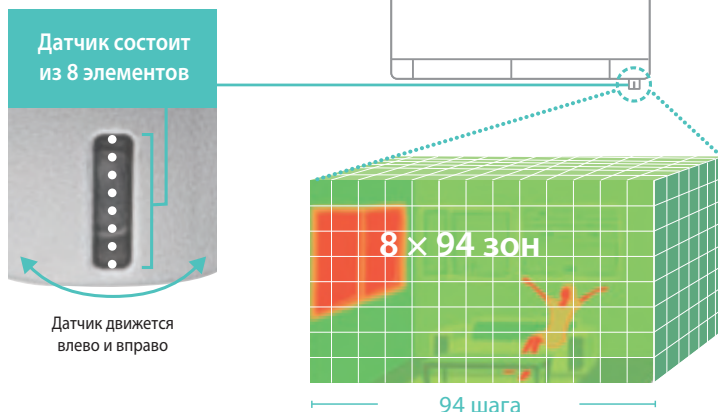 Датчик состоит
из 8 элементов
8 × 94 зон
Датчик движется
влево и вправо
94 шага